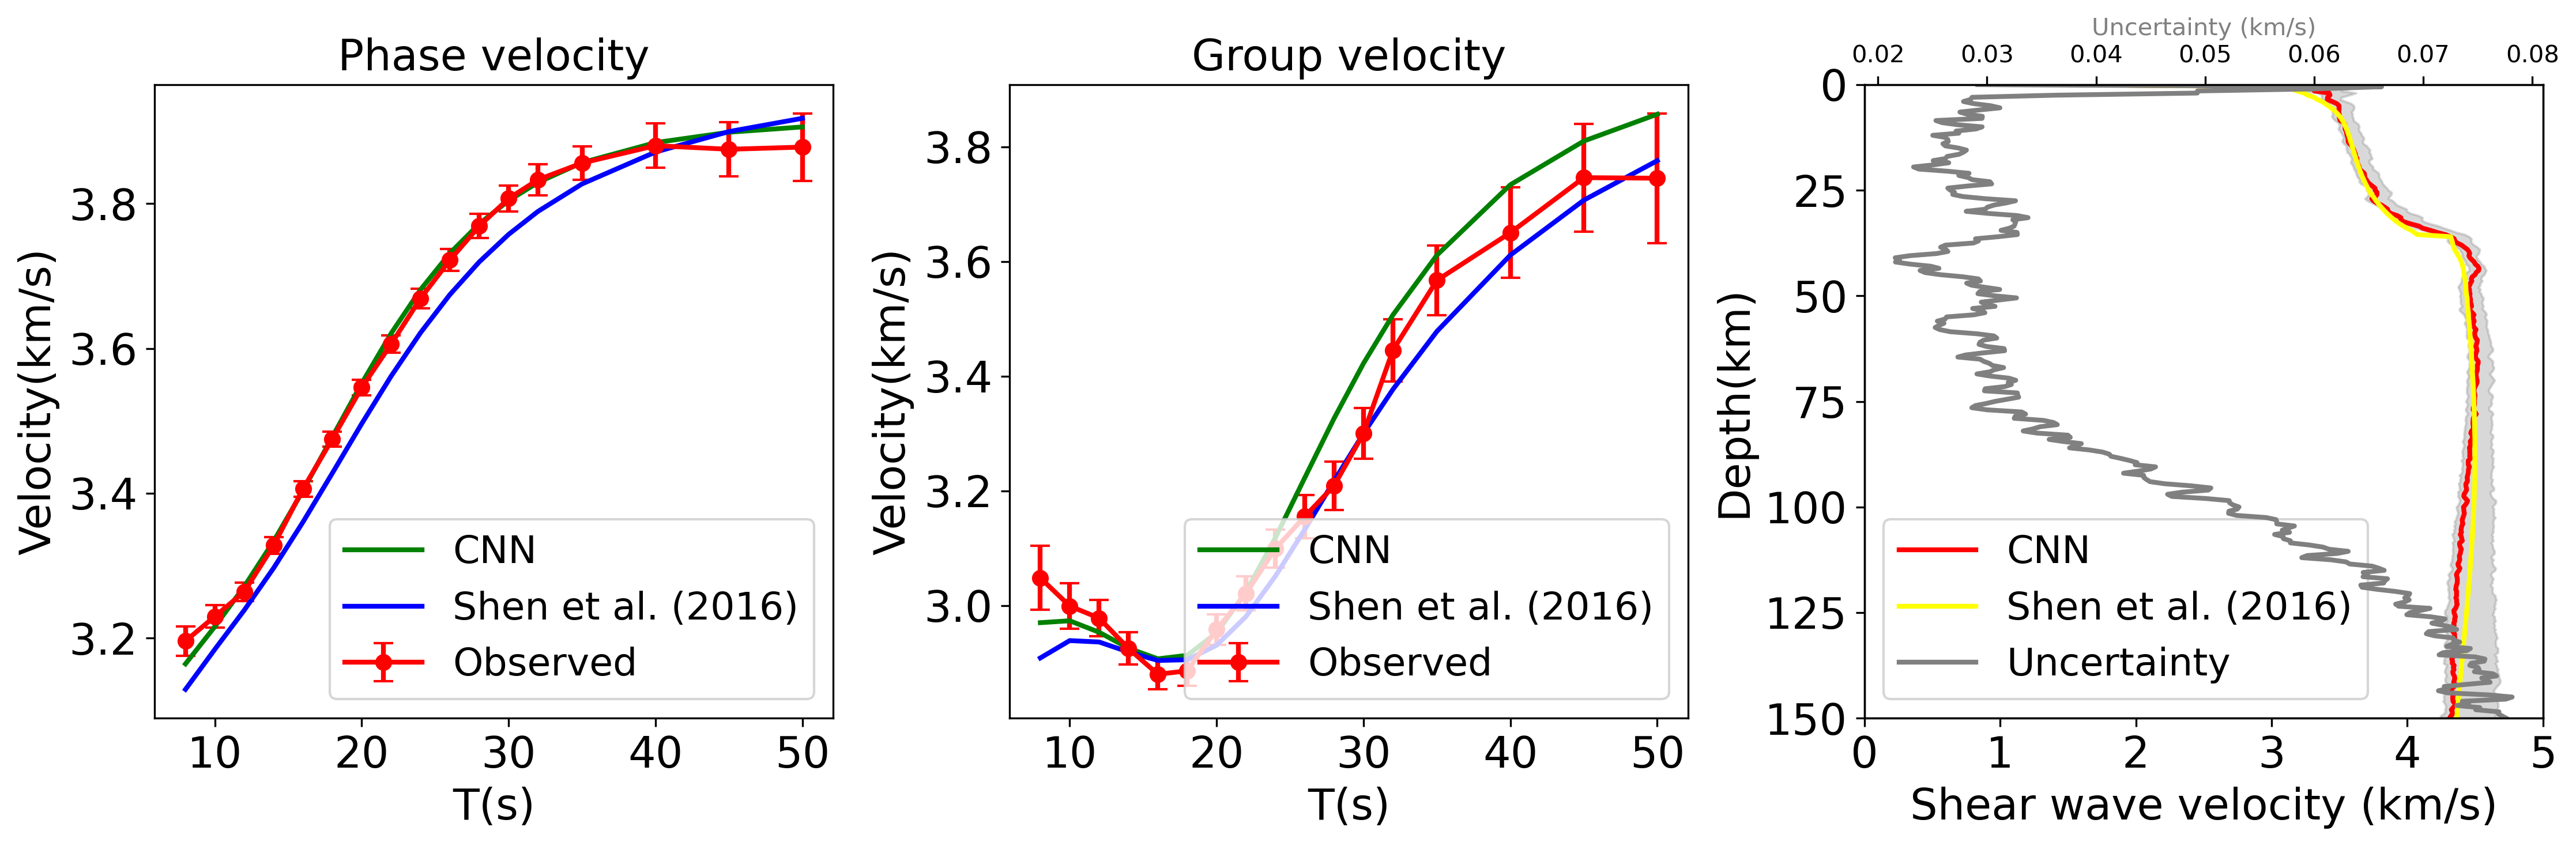 Phase velocity
Velocity(km/s)
3.8
3.6
3.4
3.2
10 20 30 40 50
T(s)
CNN
Shen et al. (2016)
Observed
Group velocity
Velocity(km/s)
3.8
3.6
3.4
3.2
3.0
10 20 30 40 50
T(s)
CNN
Shen et al. (2016)
Observed
Uncertainty (km/s)
0.02 0.03 0.04 0.05 0.06 0.07 0.08
Depth(km)
0
25
50
75
100
125
150
0 1 2 3 4 5
Shear wave velocity (km/s)
CNN
Shen et al. (2016)
Uncertainty